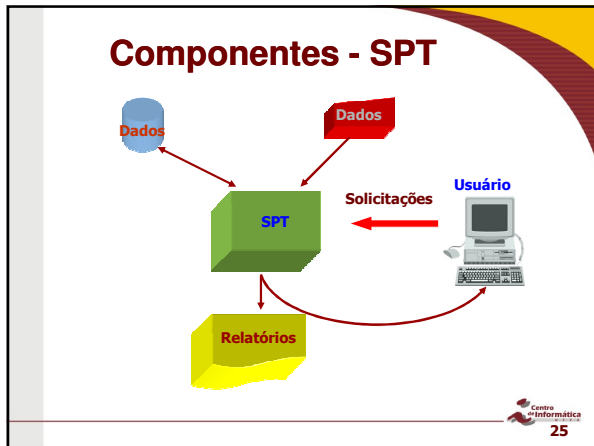 Componentes - SPT
Dados
Dados
Solicitações
Usuário
SPT
Relatórios
Centro
de Informática
25